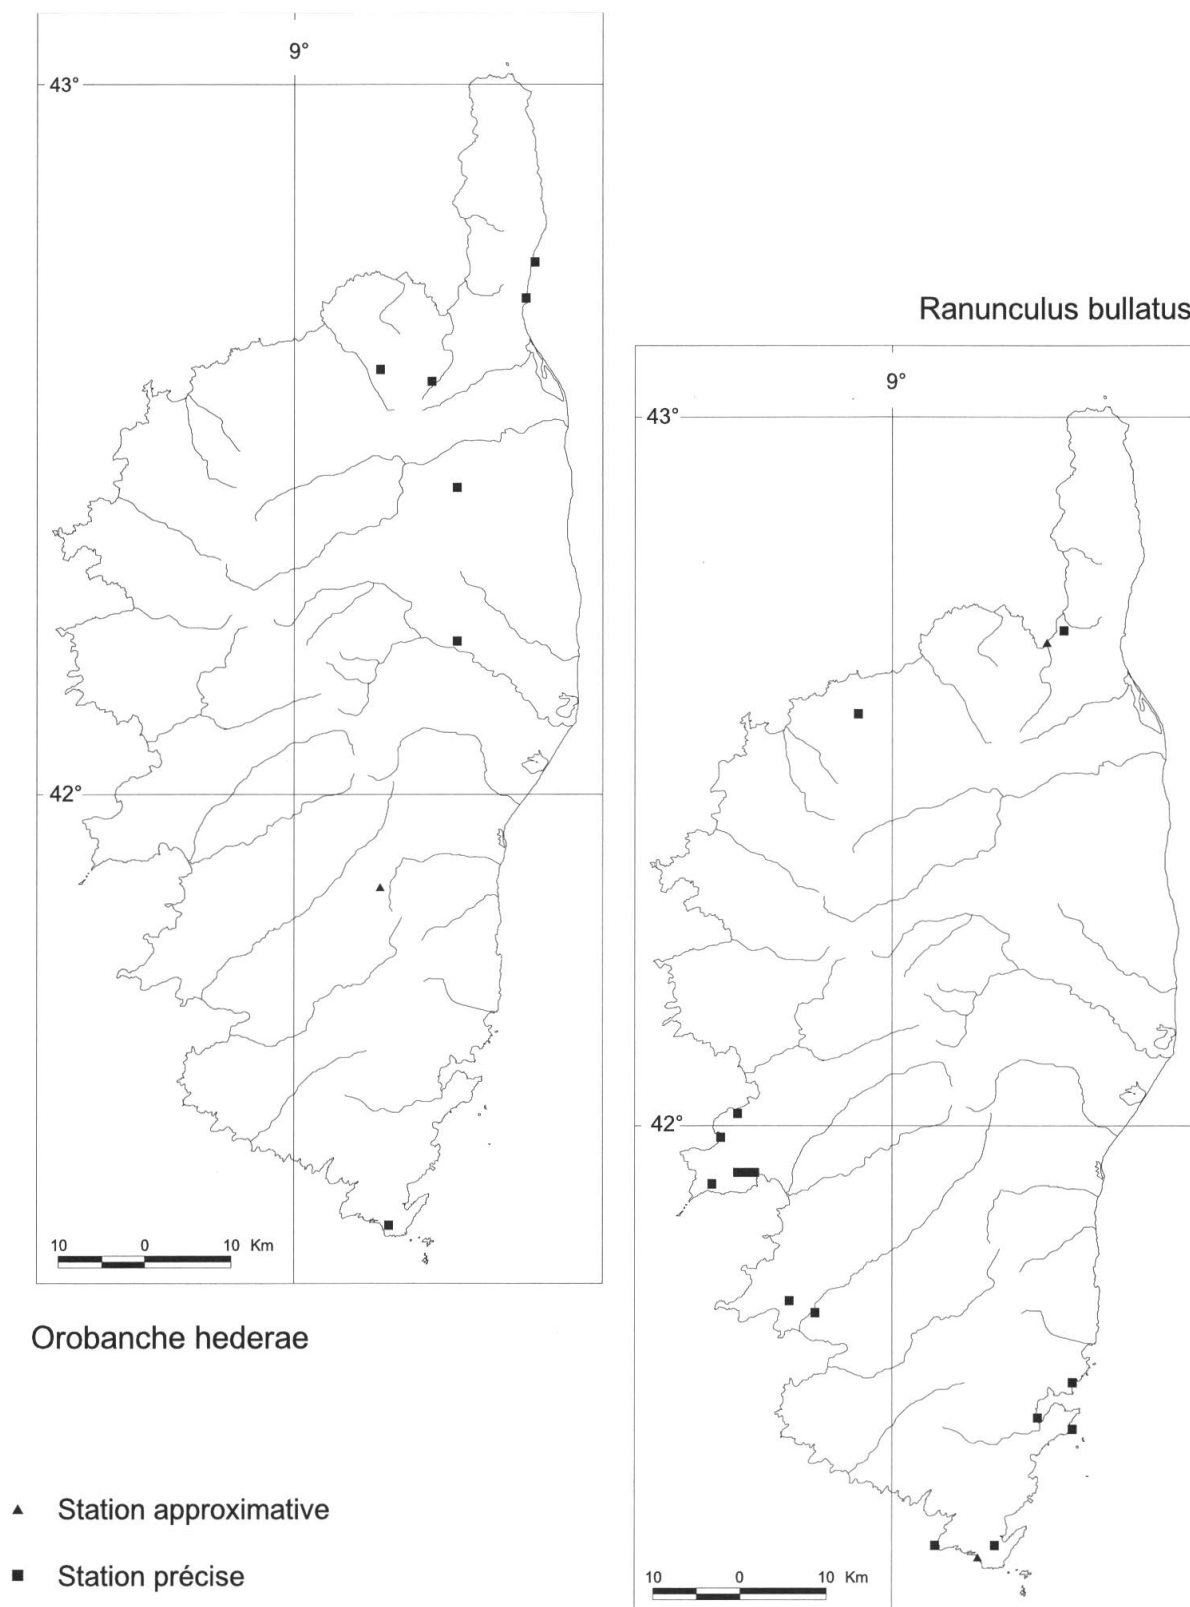 9°
43°
42°
10 0 10 Km
Orobanche hederae
▲ Station approximative
■ Station précise
Ranunculus bullatus
9°
43°
42°
10 0 10 Km